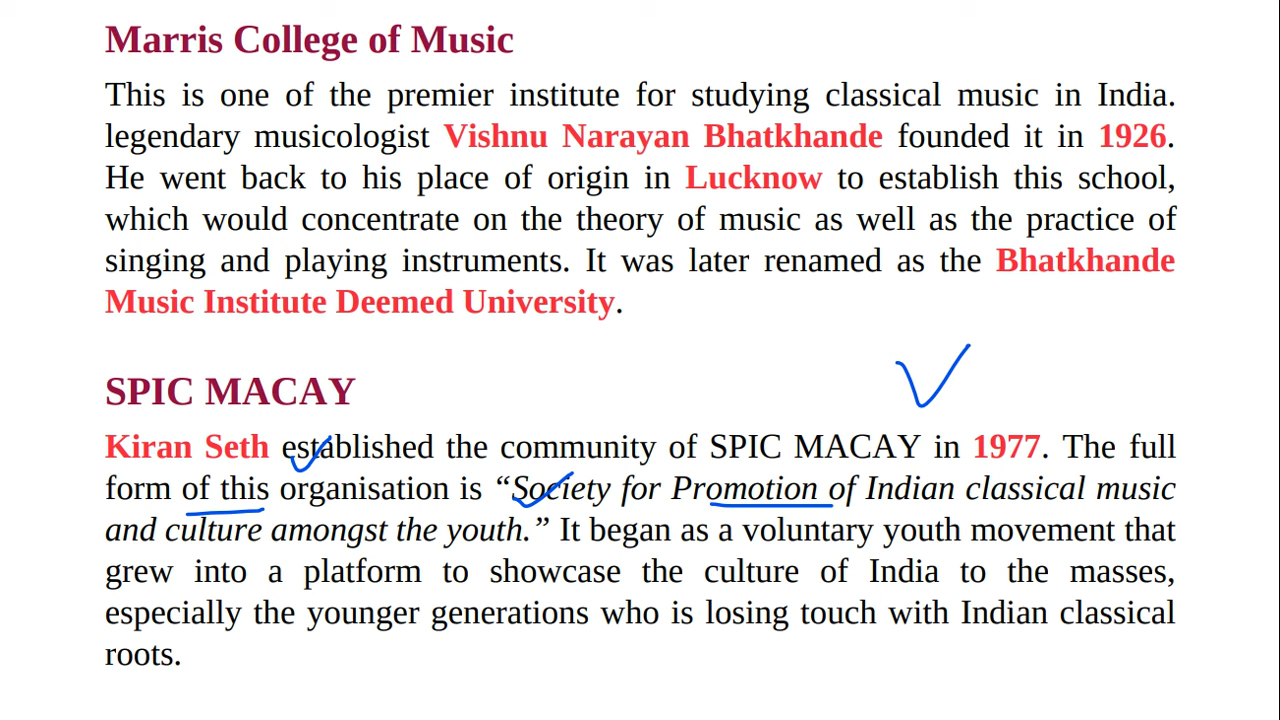 Marris College of Music
This is one of the premier institute for studying classical music in India.
legendary musicologist Vishnu Narayan Bhatkhande founded it in 1926.
He went back to his place of origin in Lucknow to establish this school,
which would concentrate on the theory of music as well as the practice of
singing and playing instruments. It was later renamed as the Bhatkhande
Music Institute Deemed University.
SPIC MACAY
Kiran Seth established the community of SPIC MACAY in 1977. The full
form of this organisation is “Society for Promotion of Indian classical music
and culture amongst the youth.” It began as a voluntary youth movement that
grew into a platform to showcase the culture of India to the masses,
especially the younger generations who is losing touch with Indian classical
roots.